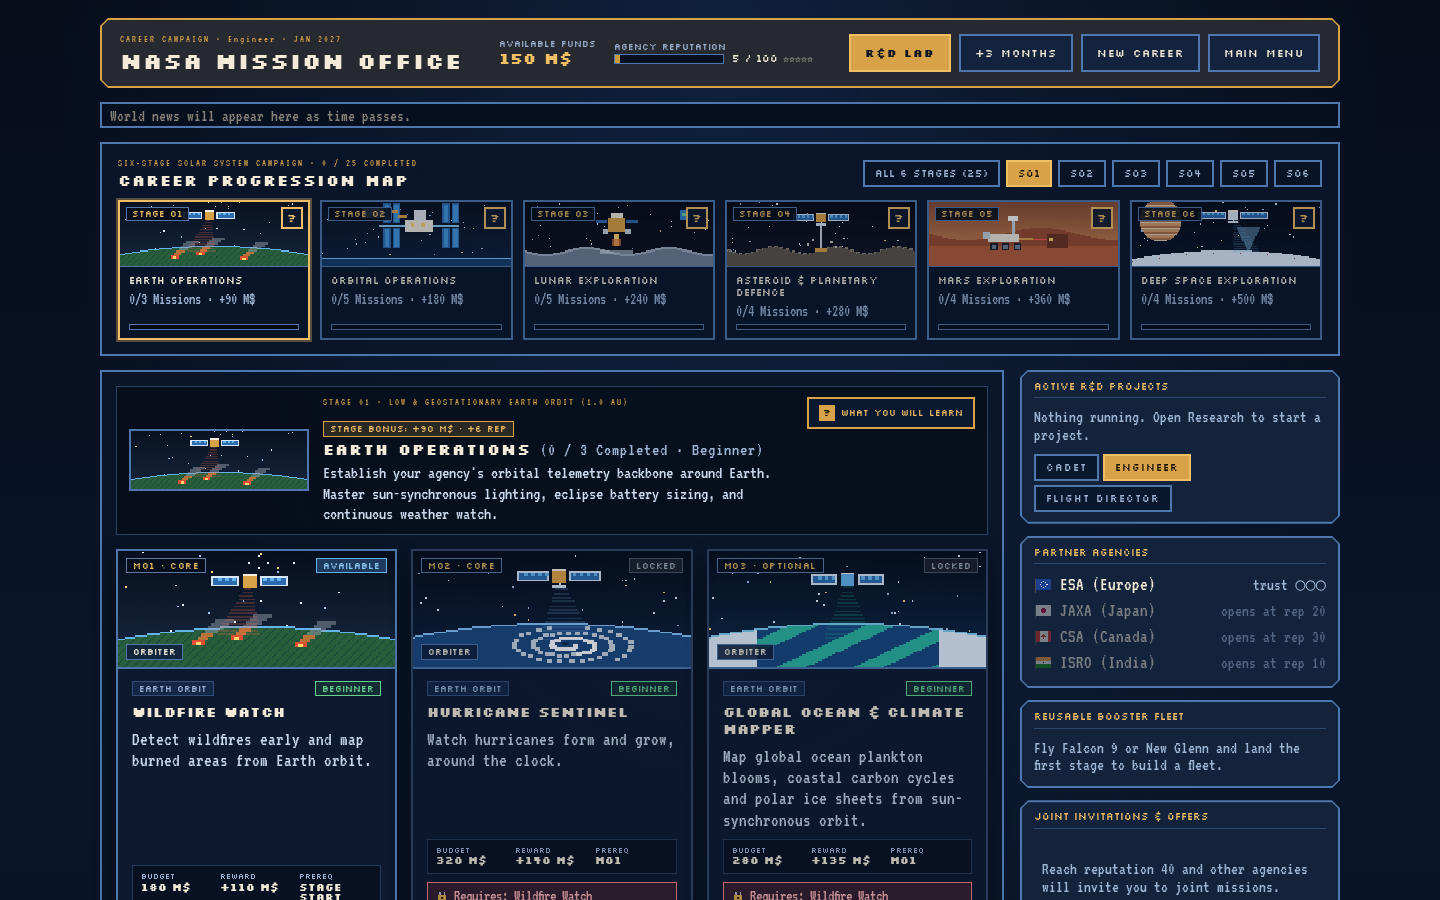 CAREER CAMPAIGN · Engineer · JAN 2027
NASA MISSION OFFICE
AVAILABLE FUNDS
150 M$
AGENCY REPUTATION
5 / 100 ☆☆☆☆☆
R&D LAB
+3 MONTHS
NEW CAREER
MAIN MENU
World news will appear here as time passes.
SIX-STAGE SOLAR SYSTEM CAMPAIGN · 0 / 25 COMPLETED
CAREER PROGRESSION MAP
ALL 6 STAGES (25)
S01
S02
S03
S04
S05
S06
STAGE 01
?
EARTH OPERATIONS
0/3 Missions · +90 M$
STAGE 02
?
ORBITAL OPERATIONS
0/5 Missions · +180 M$
STAGE 03
?
LUNAR EXPLORATION
0/5 Missions · +240 M$
STAGE 04
?
ASTEROID & PLANETARY
DEFENCE
0/4 Missions · +280 M$
STAGE 05
?
MARS EXPLORATION
0/4 Missions · +360 M$
STAGE 06
?
DEEP SPACE EXPLORATION
0/4 Missions · +500 M$
STAGE 01 · LOW & GEOSTATIONARY EARTH ORBIT (1.0 AU)
STAGE BONUS: +90 M$ · +6 REP
EARTH OPERATIONS (0 / 3 Completed · Beginner)
Establish your agency's orbital telemetry backbone around Earth.
Master sun-synchronous lighting, eclipse battery sizing, and
continuous weather watch.
? WHAT YOU WILL LEARN
M01 · CORE
AVAILABLE
ORBITER
EARTH ORBIT
BEGINNER
WILDFIRE WATCH
Detect wildfires early and map
burned areas from Earth orbit.
BUDGET
180 M$
REWARD
+110 M$
PREREQ
STAGE
START
M02 · CORE
LOCKED
ORBITER
EARTH ORBIT
BEGINNER
HURRICANE SENTINEL
Watch hurricanes form and grow,
around the clock.
BUDGET
320 M$
REWARD
+140 M$
PREREQ
M01
Requires: Wildfire Watch
M03 · OPTIONAL
LOCKED
ORBITER
EARTH ORBIT
BEGINNER
GLOBAL OCEAN & CLIMATE
MAPPER
Map global ocean plankton
blooms, coastal carbon cycles
and polar ice sheets from sun-
synchronous orbit.
BUDGET
280 M$
REWARD
+135 M$
PREREQ
M01
Requires: Wildfire Watch
ACTIVE R&D PROJECTS
Nothing running. Open Research to start a
project.
CADET
ENGINEER
FLIGHT DIRECTOR
PARTNER AGENCIES
ESA (Europe)
trust ○○○
JAXA (Japan)
opens at rep 20
CSA (Canada)
opens at rep 30
ISRO (India)
opens at rep 10
REUSABLE BOOSTER FLEET
Fly Falcon 9 or New Glenn and land the
first stage to build a fleet.
JOINT INVITATIONS & OFFERS
Reach reputation 40 and other agencies
will invite you to joint missions.